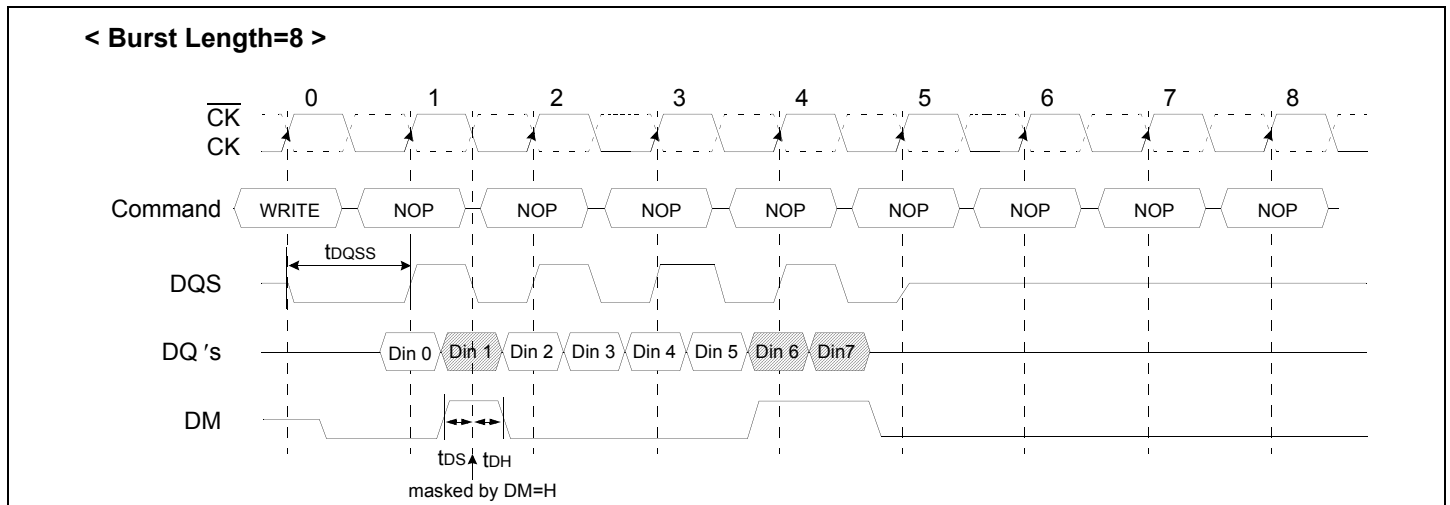 < Burst Length=8 >
0 1 2 3 4 5 6 7 8
CK
CK
Command WRITE NOP NOP NOP NOP NOP NOP NOP NOP
tDQSS
DQS
DQ ′s Din 0 Din 1 Din 2 Din 3 Din 4 Din 5 Din 6 Din7
DM
tDS tDH
masked by DM=H